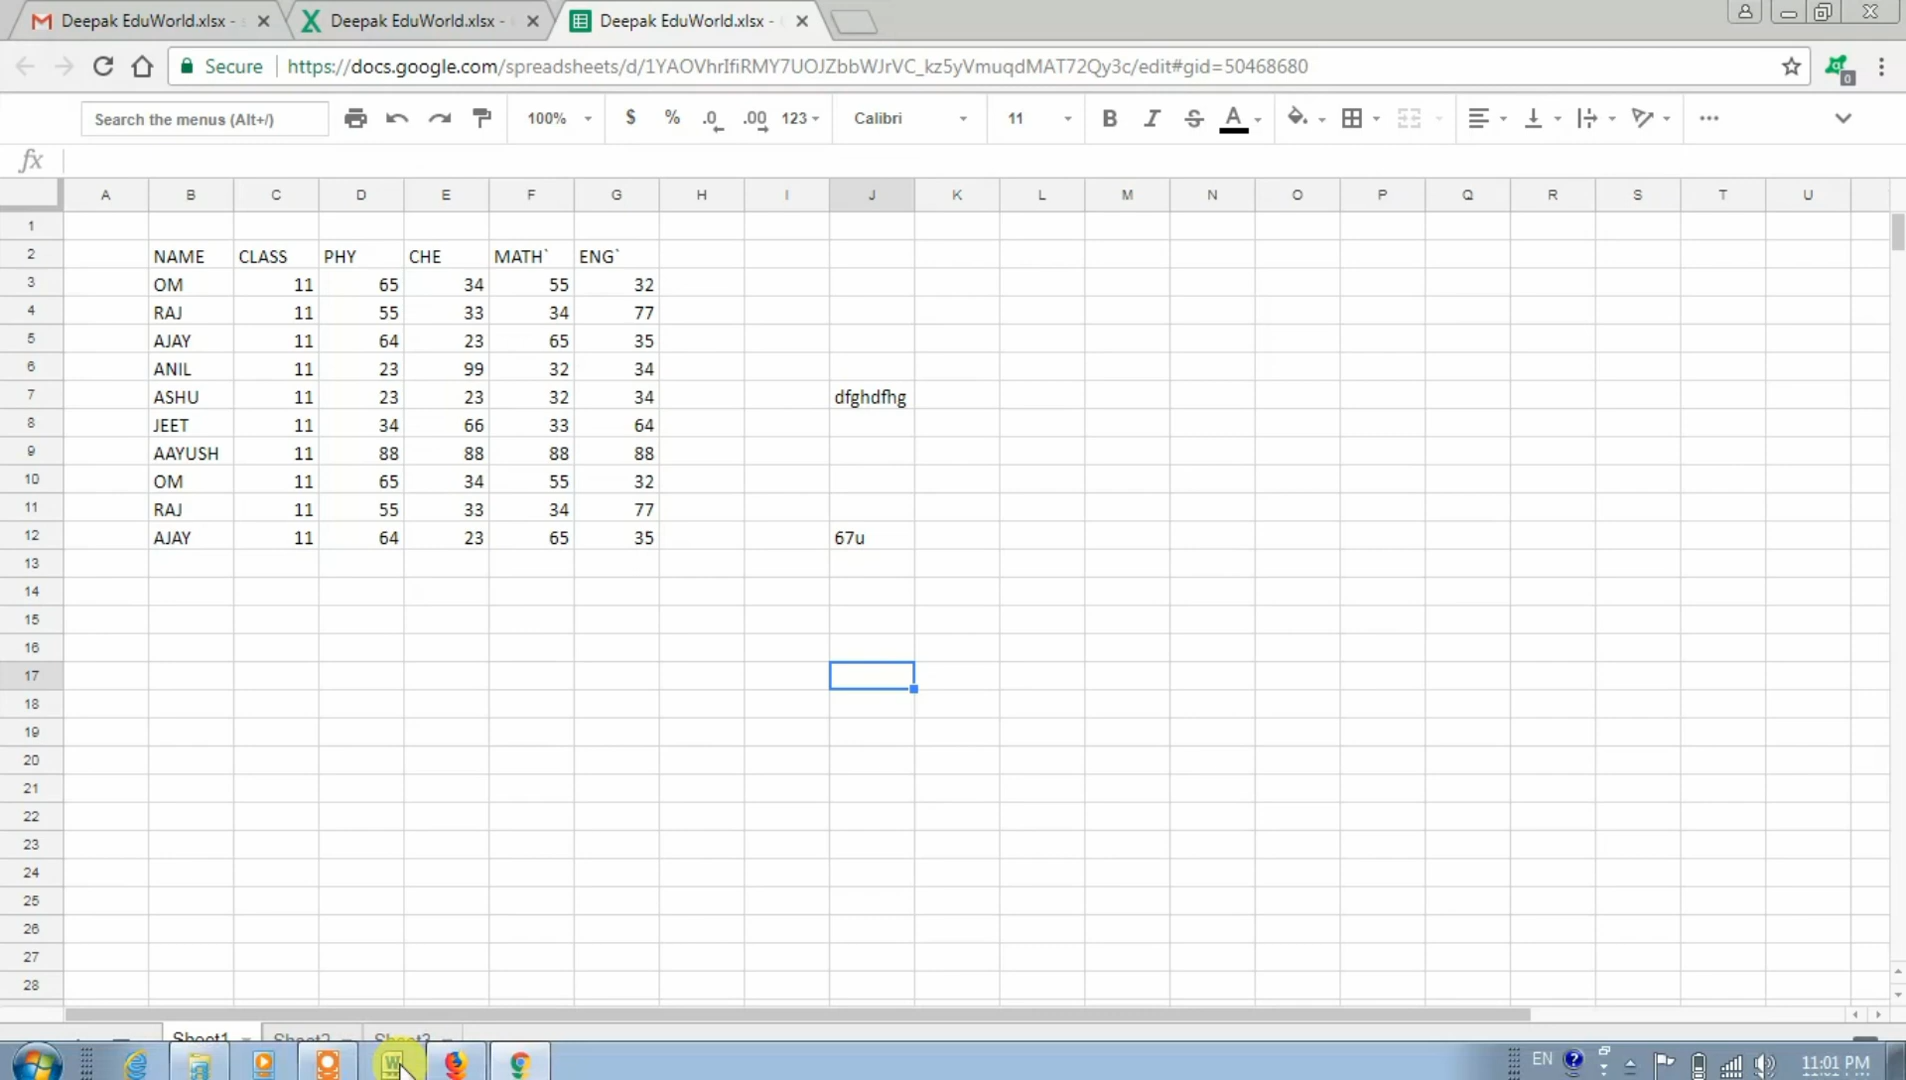 Deepak EduWorld.xlsx - Deepak EduWorld.xlsx - Deepak EduWorld.xlsx -
Secure https://docs.google.com/spreadsheets/d/1YAOVhrIfiRMY7UOJZbbWJrVC_kz5yVmuqdMAT72Qy3c/edit#gid=50468680 0
Search the menus (Alt+/) 100% $ % .0 .00 123 Calibri 11 B I S A
fx
A B C D E F G H I J K L M N O P Q R S T U
1
2 NAME CLASS PHY CHE MATH` ENG`
3 OM 11 65 34 55 32
4 RAJ 11 55 33 34 77
5 AJAY 11 64 23 65 35
6 ANIL 11 23 99 32 34
7 ASHU 11 23 23 32 34 dfghdfhg
8 JEET 11 34 66 33 64
9 AAYUSH 11 88 88 88 88
10 OM 11 65 34 55 32
11 RAJ 11 55 33 34 77
12 AJAY 11 64 23 65 35 67u
13
14
15
16
17
18
19
20
21
22
23
24
25
26
27
28
Sheet1 Sheet2 Sheet3
EN 11:01 PM